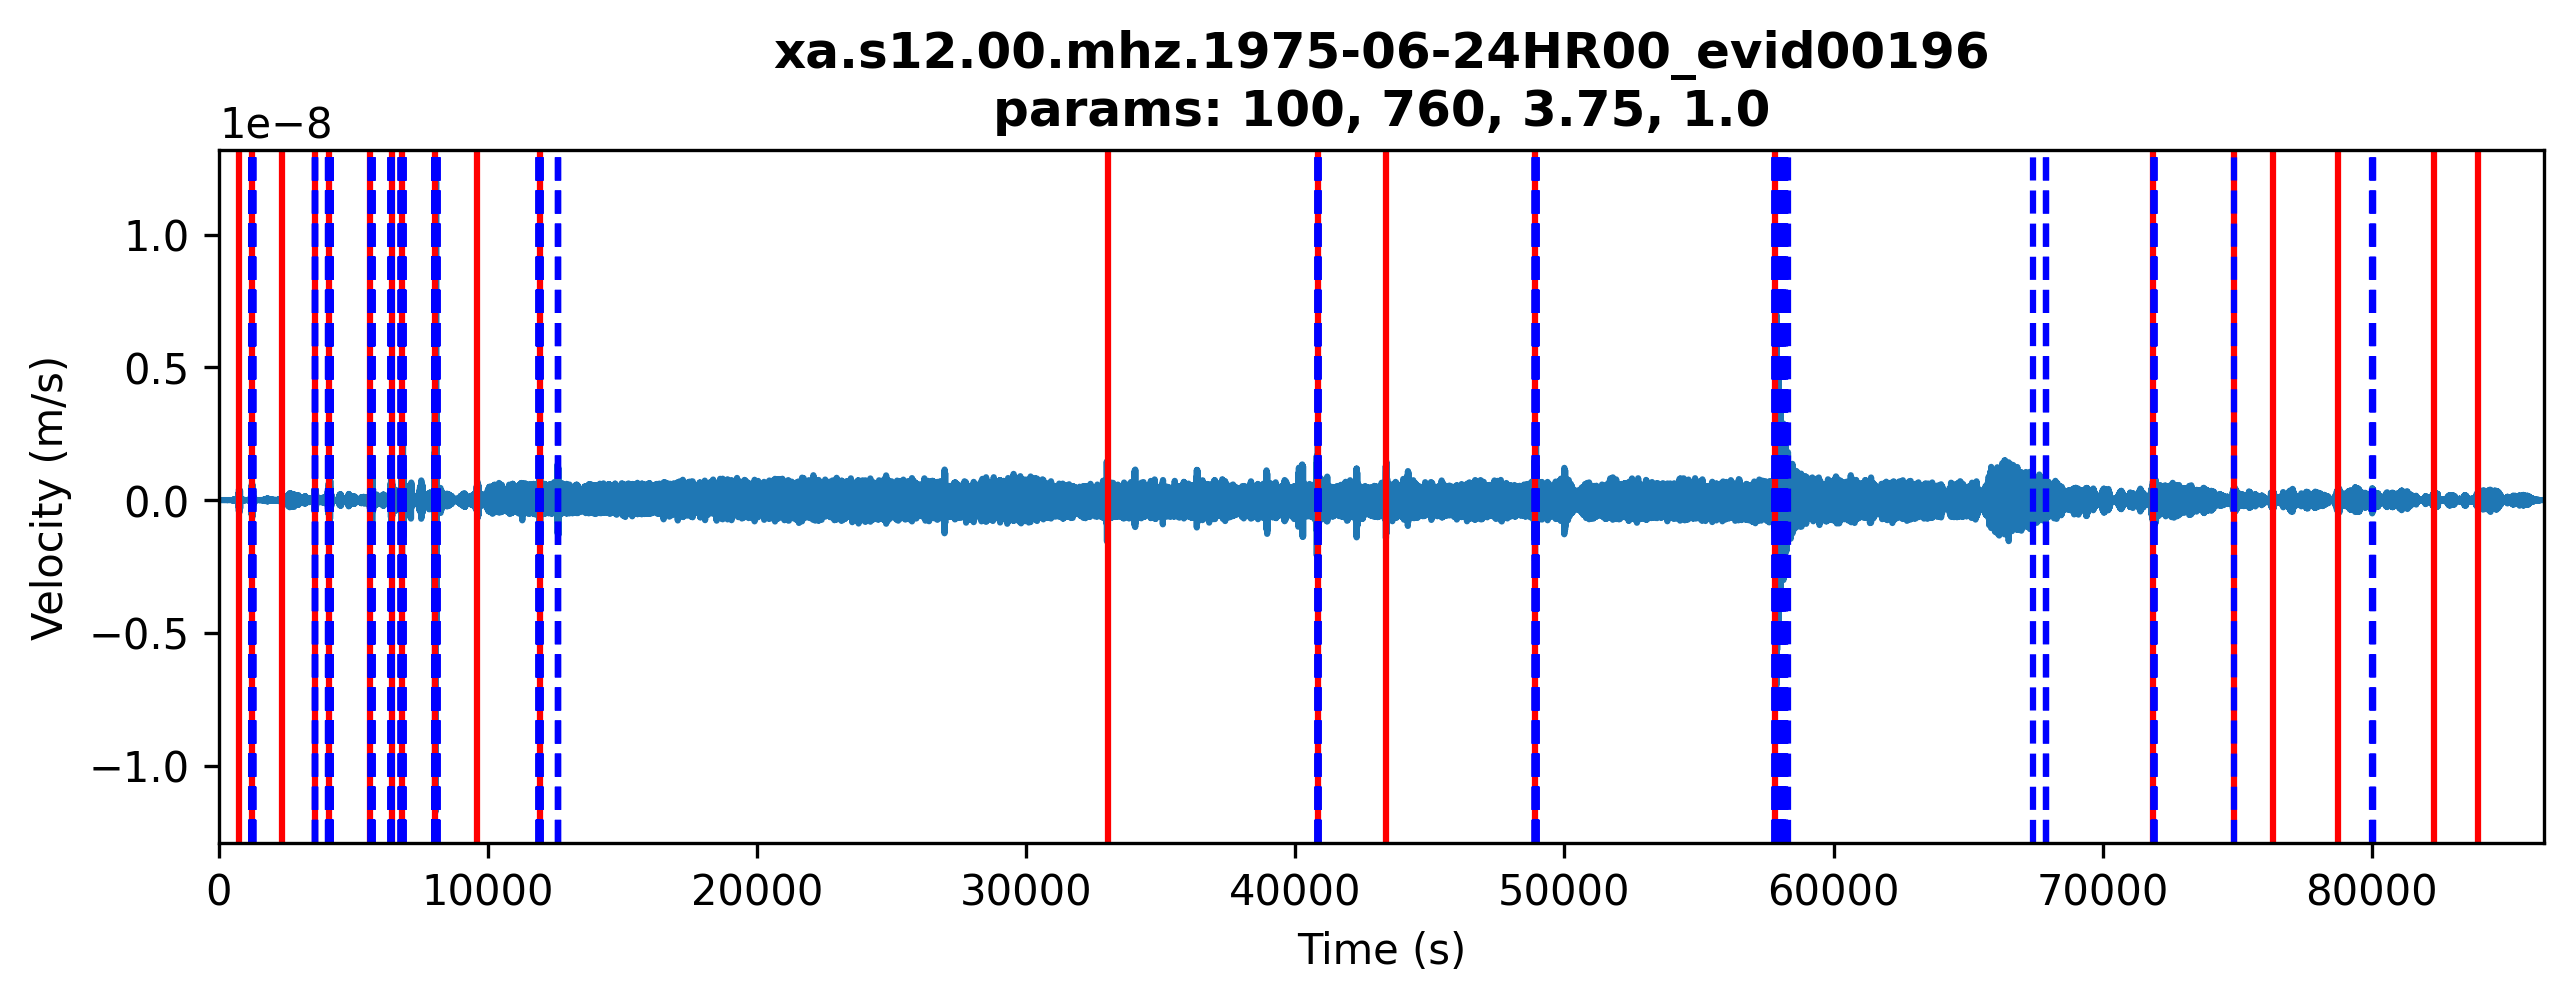 xa.s12.00.mhz.1975-06-24HR00_evid00196
params: 100, 760, 3.75, 1.0
1e−8
1.0
0.5
0.0
−0.5
−1.0
Velocity (m/s)
0 10000 20000 30000 40000 50000 60000 70000 80000
Time (s)